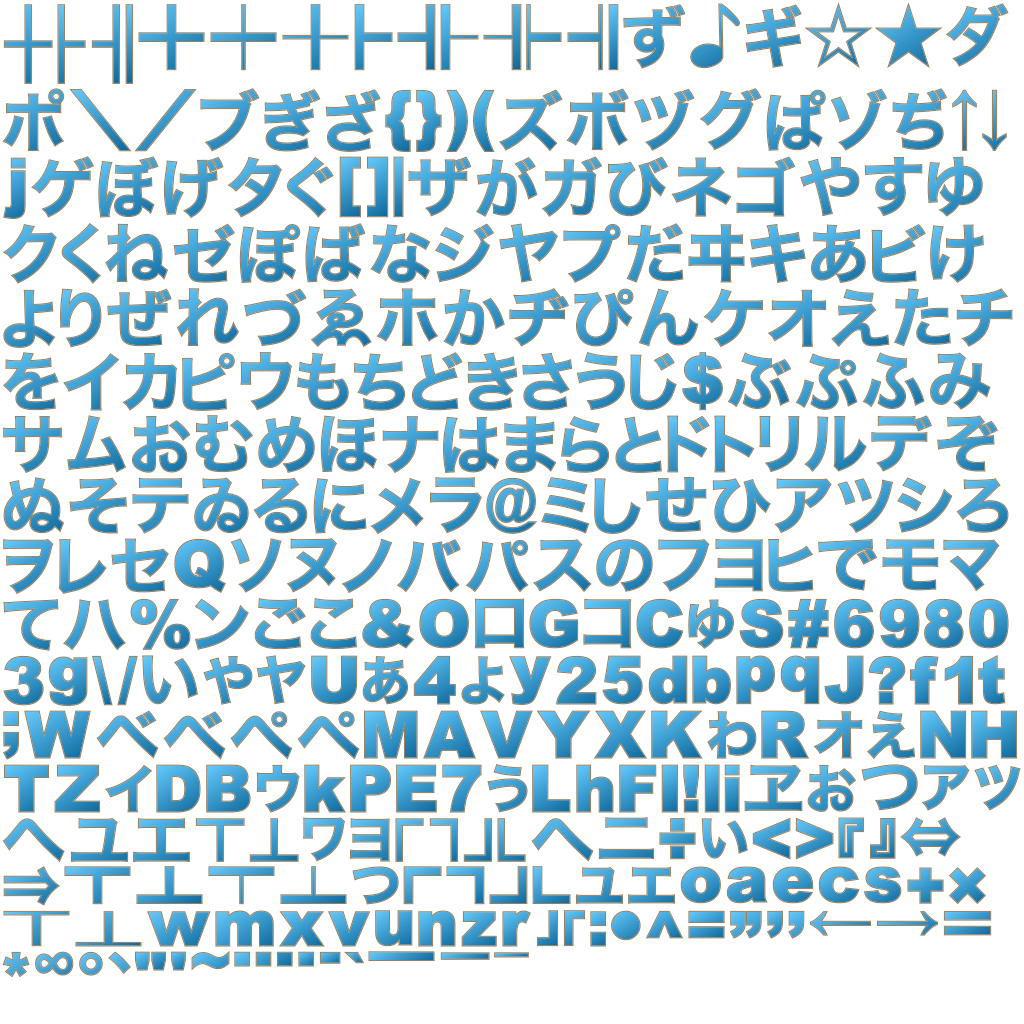 ┼├┤╂┿┼┝┥┠┨ず♪ギ☆★ダ
ポ＼／ブぎざ{})(ズボヅグぱゾぢ↑↓
jゲぼげタぐ[]|ザがガびネゴやすゆ
クくねゼぽばなジヤプだヰキあビけ
よりぜれづゑホかヂぴんケオえたチ
をイカピウもちどきさうじ$ぶぷふみ
サムおむめほナはまらとドトリルデぞ
ぬそテゐるにメラ@ミしせひアツシろ
ヲレセQソヌノバパスのフヨヒでモマ
てハ%ンごこ&OロGコCゅS#6980
3g\/いゃャUぁ4ょy25dbpqJ?f1t
;WべベぺペMAVYXKゎRォぇNH
TZィDBゥkPE7ぅLhFI!liヱぉつァッ
へユエ┬┴ワヨ「」ヘニ÷ぃ<>『』⇔
⇒┬┴っュェoaecs+×
wmxvunzr』『:●^=””←→=
*∞°、"'~¨`